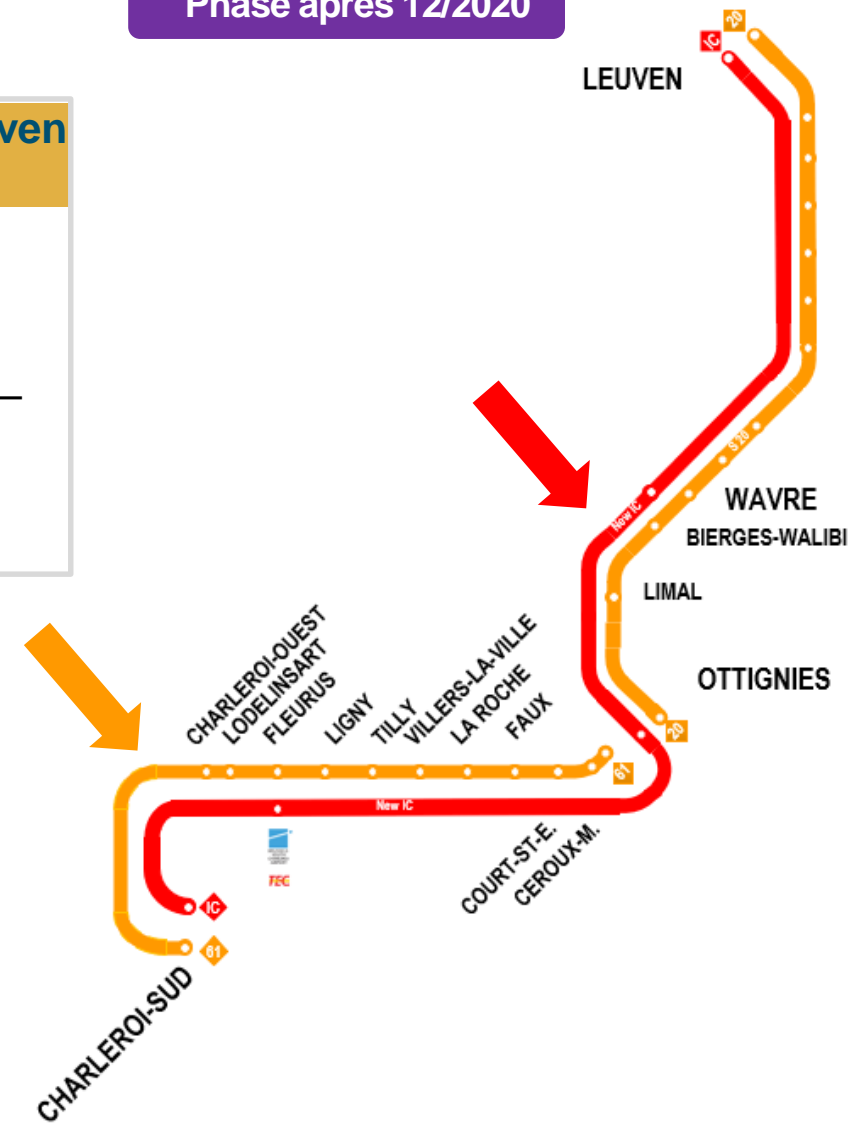 Phase après 12/2020
ven
20
IC
LEUVEN
S 20
New IC
WAVRE
BIERGES-WALIBI
LIMAL
OTTIGNIES
20
CHARLEROI-OUEST
LODELINSART
FLEURUS
LIGNY
TILLY
VILLERS-LA-VILLE
LA ROCHE
FAUX
61
New IC
COURT-ST-E.
CEROUX-M.
TEC
IC
61
CHARLEROI-SUD